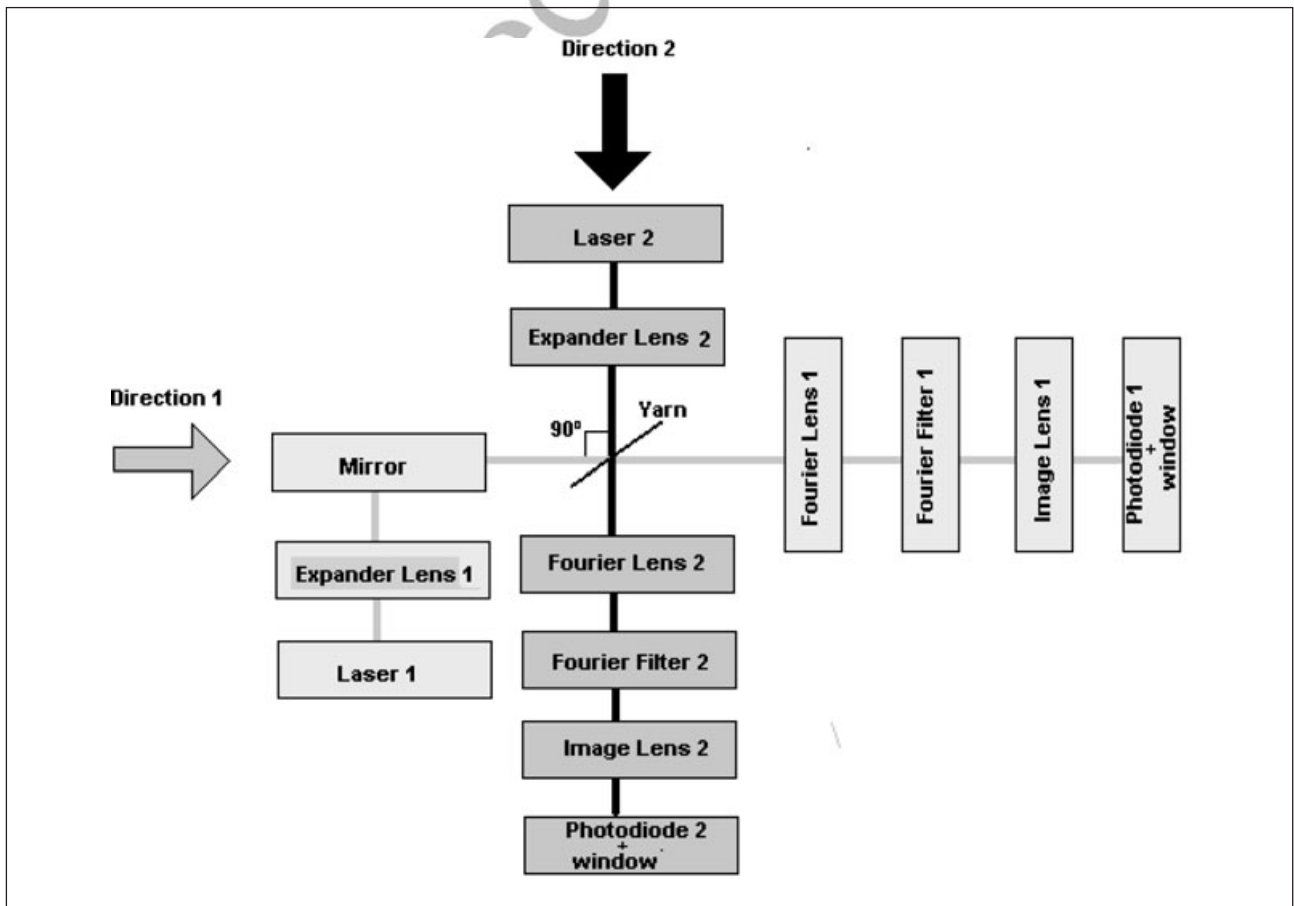 Direction 2
Laser 2
Expander Lens 2
Direction 1
Yarn
90º
Mirror
Fourier Lens 1
Fourier Filter 1
Image Lens 1
Photodiode 1
+
window
Expander Lens 1
Laser 1
Fourier Lens 2
Fourier Filter 2
Image Lens 2
Photodiode 2
+
window